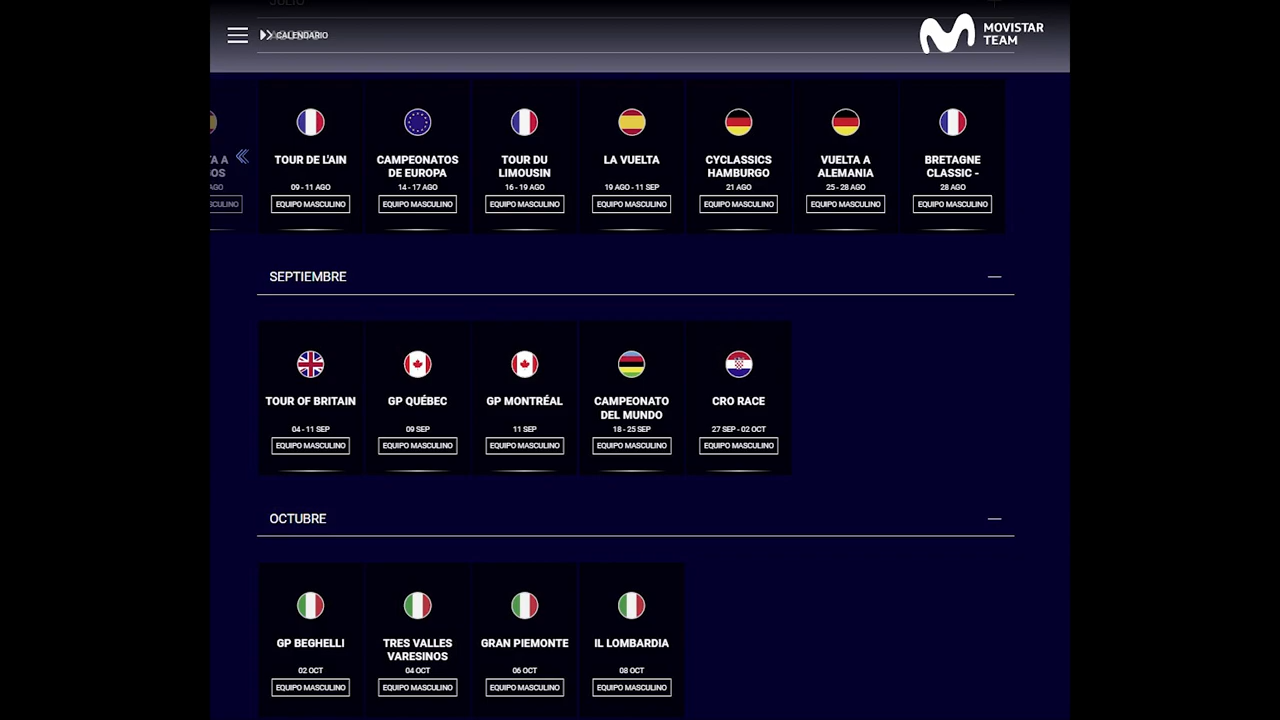 JULIO
CALENDARIO
MOVISTAR
TEAM
TOUR DE L'AIN
09 - 11 AGO
EQUIPO MASCULINO
CAMPEONATOS
DE EUROPA
14 - 17 AGO
EQUIPO MASCULINO
TOUR DU
LIMOUSIN
16 - 19 AGO
EQUIPO MASCULINO
LA VUELTA
19 AGO - 11 SEP
EQUIPO MASCULINO
CYCLASSICS
HAMBURGO
21 AGO
EQUIPO MASCULINO
VUELTA A
ALEMANIA
25 - 28 AGO
EQUIPO MASCULINO
BRETAGNE
CLASSIC -
28 AGO
EQUIPO MASCULINO
SEPTIEMBRE
TOUR OF BRITAIN
04 - 11 SEP
EQUIPO MASCULINO
GP QUÉBEC
09 SEP
EQUIPO MASCULINO
GP MONTRÉAL
11 SEP
EQUIPO MASCULINO
CAMPEONATO
DEL MUNDO
18 - 25 SEP
EQUIPO MASCULINO
CRO RACE
27 SEP - 02 OCT
EQUIPO MASCULINO
OCTUBRE
GP BEGHELLI
02 OCT
EQUIPO MASCULINO
TRES VALLES
VARESINOS
04 OCT
EQUIPO MASCULINO
GRAN PIEMONTE
06 OCT
EQUIPO MASCULINO
IL LOMBARDIA
08 OCT
EQUIPO MASCULINO